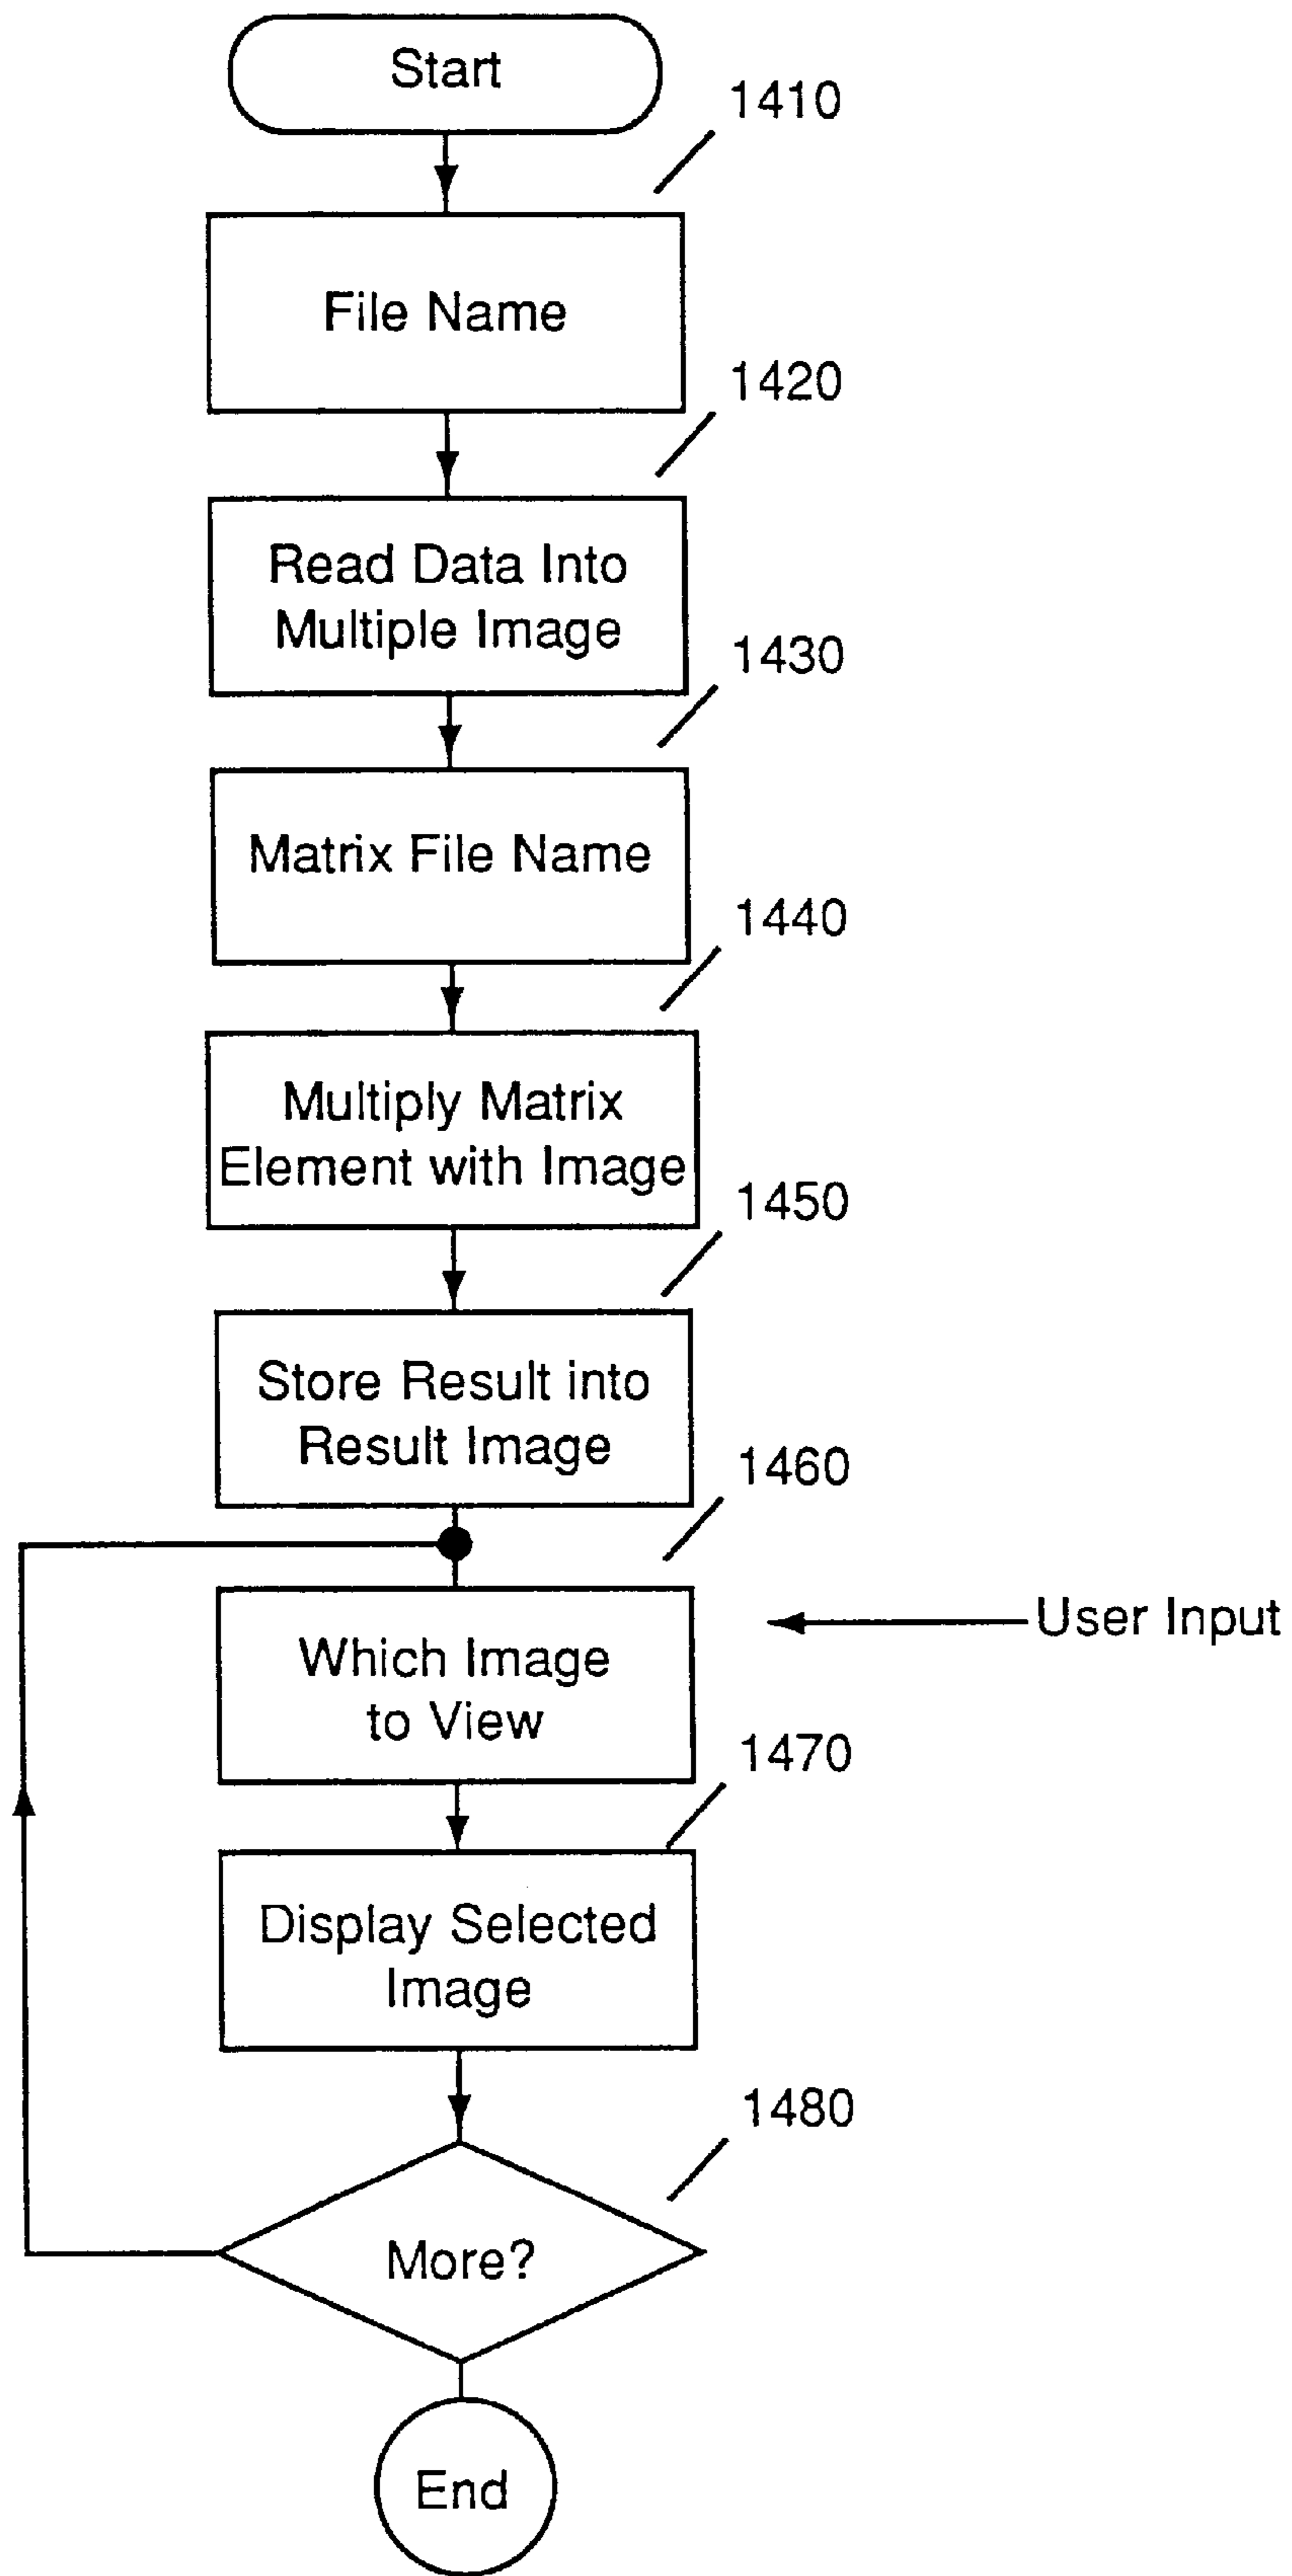 Start
1410
File Name
1420
Read Data Into
Multiple Image
1430
Matrix File Name
1440
Multiply Matrix
Element with Image
1450
Store Result into
Result Image
1460
User Input
Which Image
to View
1470
Display Selected
Image
1480
More?
End